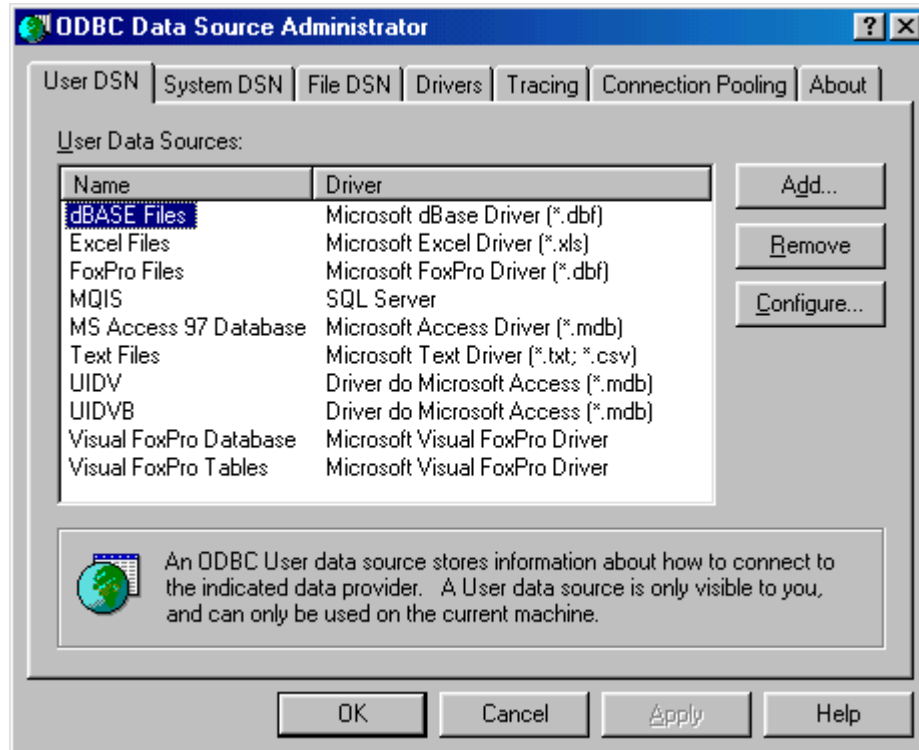 ODBC Data Source Administrator
User DSN System DSN File DSN Drivers Tracing Connection Pooling About
User Data Sources:
Name Driver
dBASE Files Microsoft dBase Driver (*.dbf)
Excel Files Microsoft Excel Driver (*.xls)
FoxPro Files Microsoft FoxPro Driver (*.dbf)
MQIS SQL Server
MS Access 97 Database Microsoft Access Driver (*.mdb)
Text Files Microsoft Text Driver (*.txt; *.csv)
UIDV Driver do Microsoft Access (*.mdb)
UIDVB Driver do Microsoft Access (*.mdb)
Visual FoxPro Database Microsoft Visual FoxPro Driver
Visual FoxPro Tables Microsoft Visual FoxPro Driver
Add...
Remove
Configure...
An ODBC User data source stores information about how to connect to
the indicated data provider. A User data source is only visible to you,
and can only be used on the current machine.
OK Cancel Apply Help